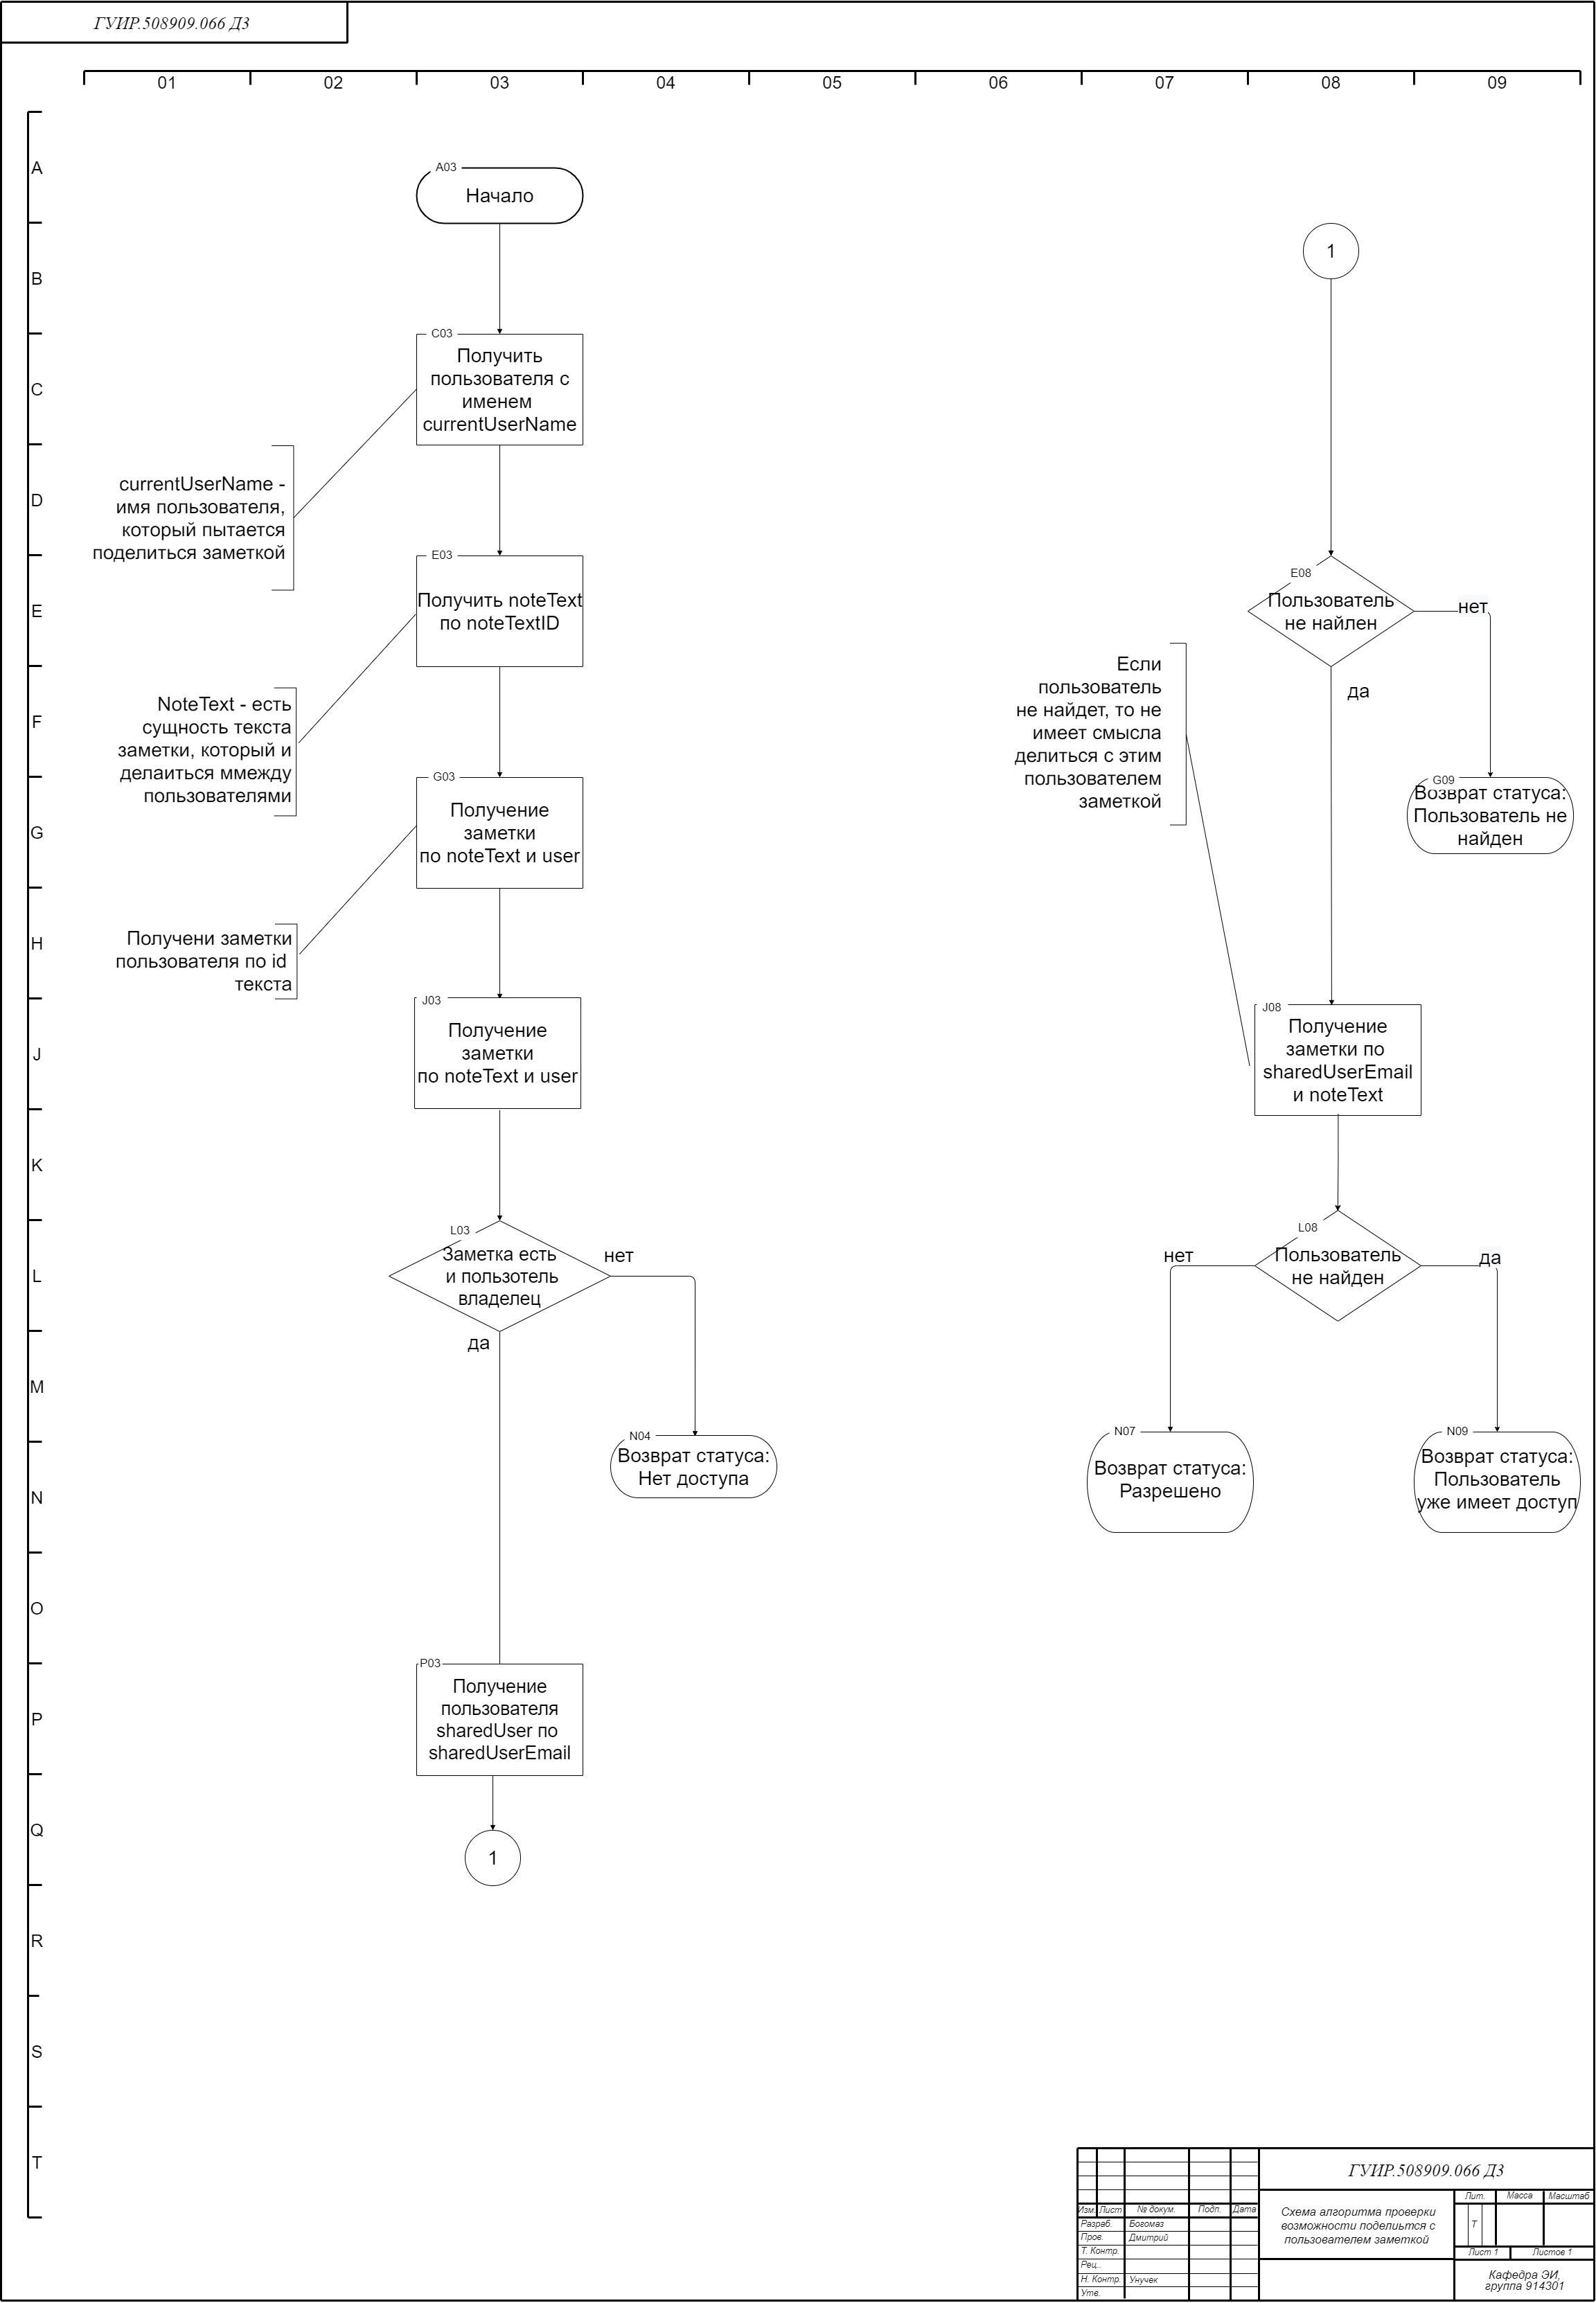 ГУИР.508909.066 Д3
01 02 03 04 05 06 07 08 09
A
B
C
D
E
F
G
H
J
K
L
M
N
O
P
Q
R
S
T
A03
Начало
C03
Получить
пользователя с
именем
currentUserName
currentUserName -
имя пользователя,
который пытается
поделиться заметкой
E03
Получить noteText
по noteTextID
NoteText - есть
сущность текста
заметки, который и
делаиться ммежду
пользователями
G03
Получение
заметки
по noteText и user
Получени заметки
пользователя по id
текста
J03
Получение
заметки
по noteText и user
L03
Заметка есть
и пользотель
владелец
нет
да
N04
Возврат статуса:
Нет доступа
P03
Получение
пользователя
sharedUser по
sharedUserEmail
1
1
E08
Пользователь
не найлен
нет
да
G09
Возврат статуса:
Пользователь не
найден
Если
пользователь
не найдет, то не
имеет смысла
делиться с этим
пользователем
заметкой
J08
Получение
заметки по
sharedUserEmail
и noteText
L08
Пользователь
не найден
нет
да
N07
Возврат статуса:
Разрешено
N09
Возврат статуса:
Пользователь
уже имеет доступ
ГУИР.508909.066 Д3
Изм. Лист № докум. Подп. Дата
Разраб. Богомаз
Пров. Дмитрий
Т. Контр.
Рец..
Н. Контр. Унучек
Утв.
Схема алгоритма проверки
возможности поделиьтся с
пользователем заметкой
Лит. Масса Масштаб
Т
Лист 1 Листов 1
Кафедра ЭИ,
группа 914301